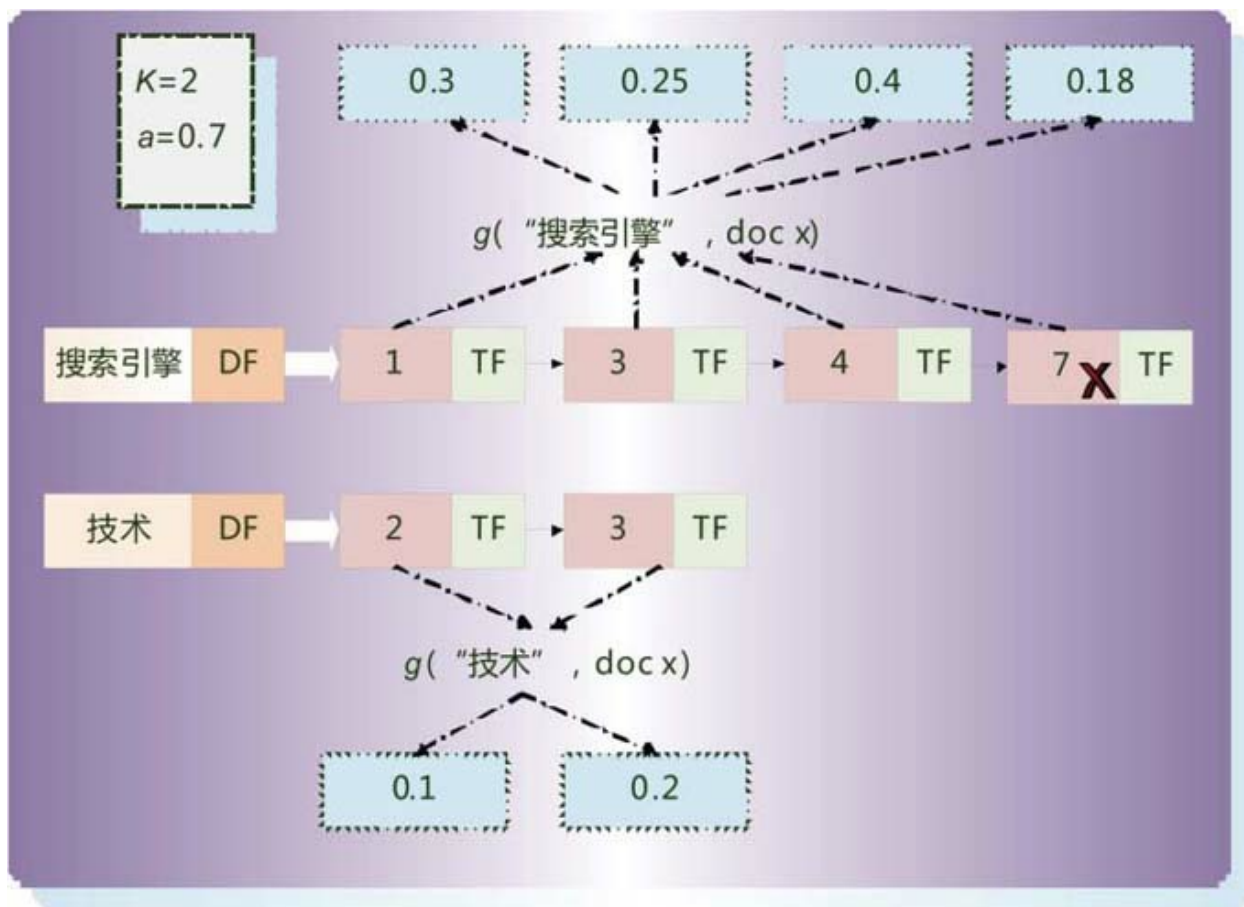 K=2
a=0.7
0.3 0.25 0.4 0.18
g(“搜索引擎”, doc x)
搜索引擎 DF 1 TF 3 TF 4 TF 7 X TF
技术 DF 2 TF 3 TF
g(“技术”, doc x)
0.1 0.2